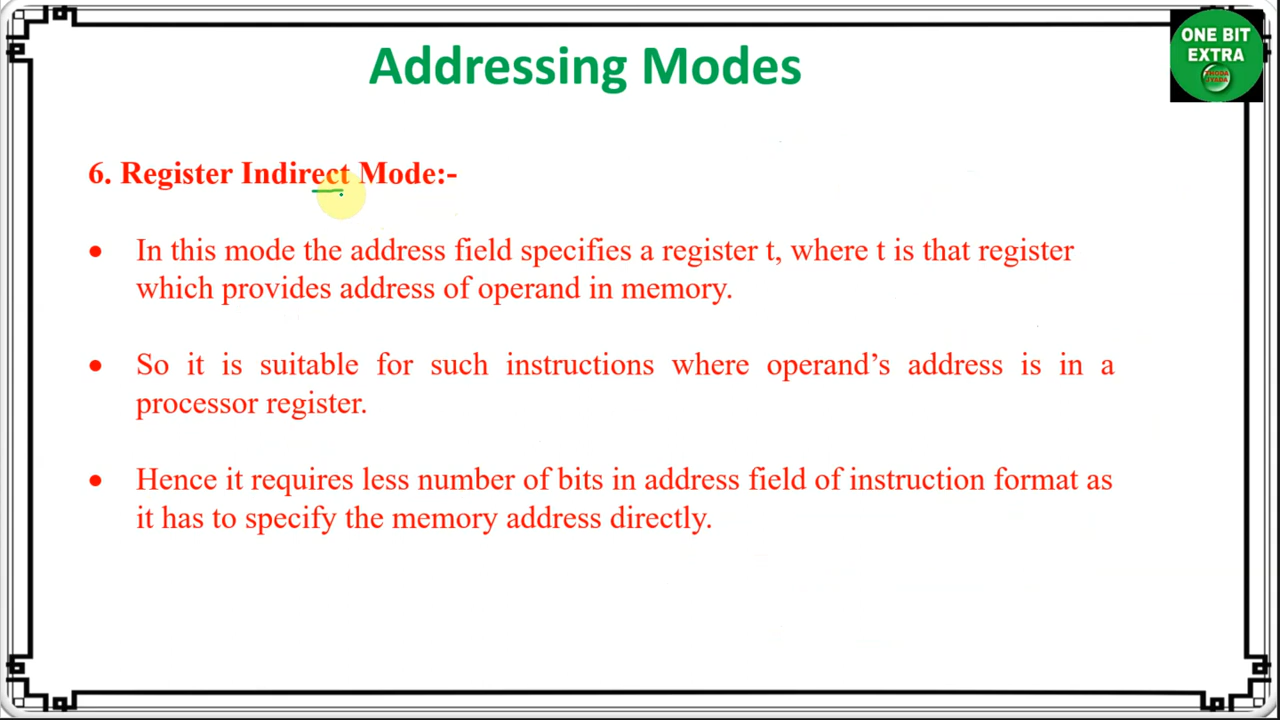 Addressing Modes
ONE BIT
EXTRA
6. Register Indirect Mode:-
• In this mode the address field specifies a register t, where t is that register
which provides address of operand in memory.
• So it is suitable for such instructions where operand’s address is in a
processor register.
• Hence it requires less number of bits in address field of instruction format as
it has to specify the memory address directly.